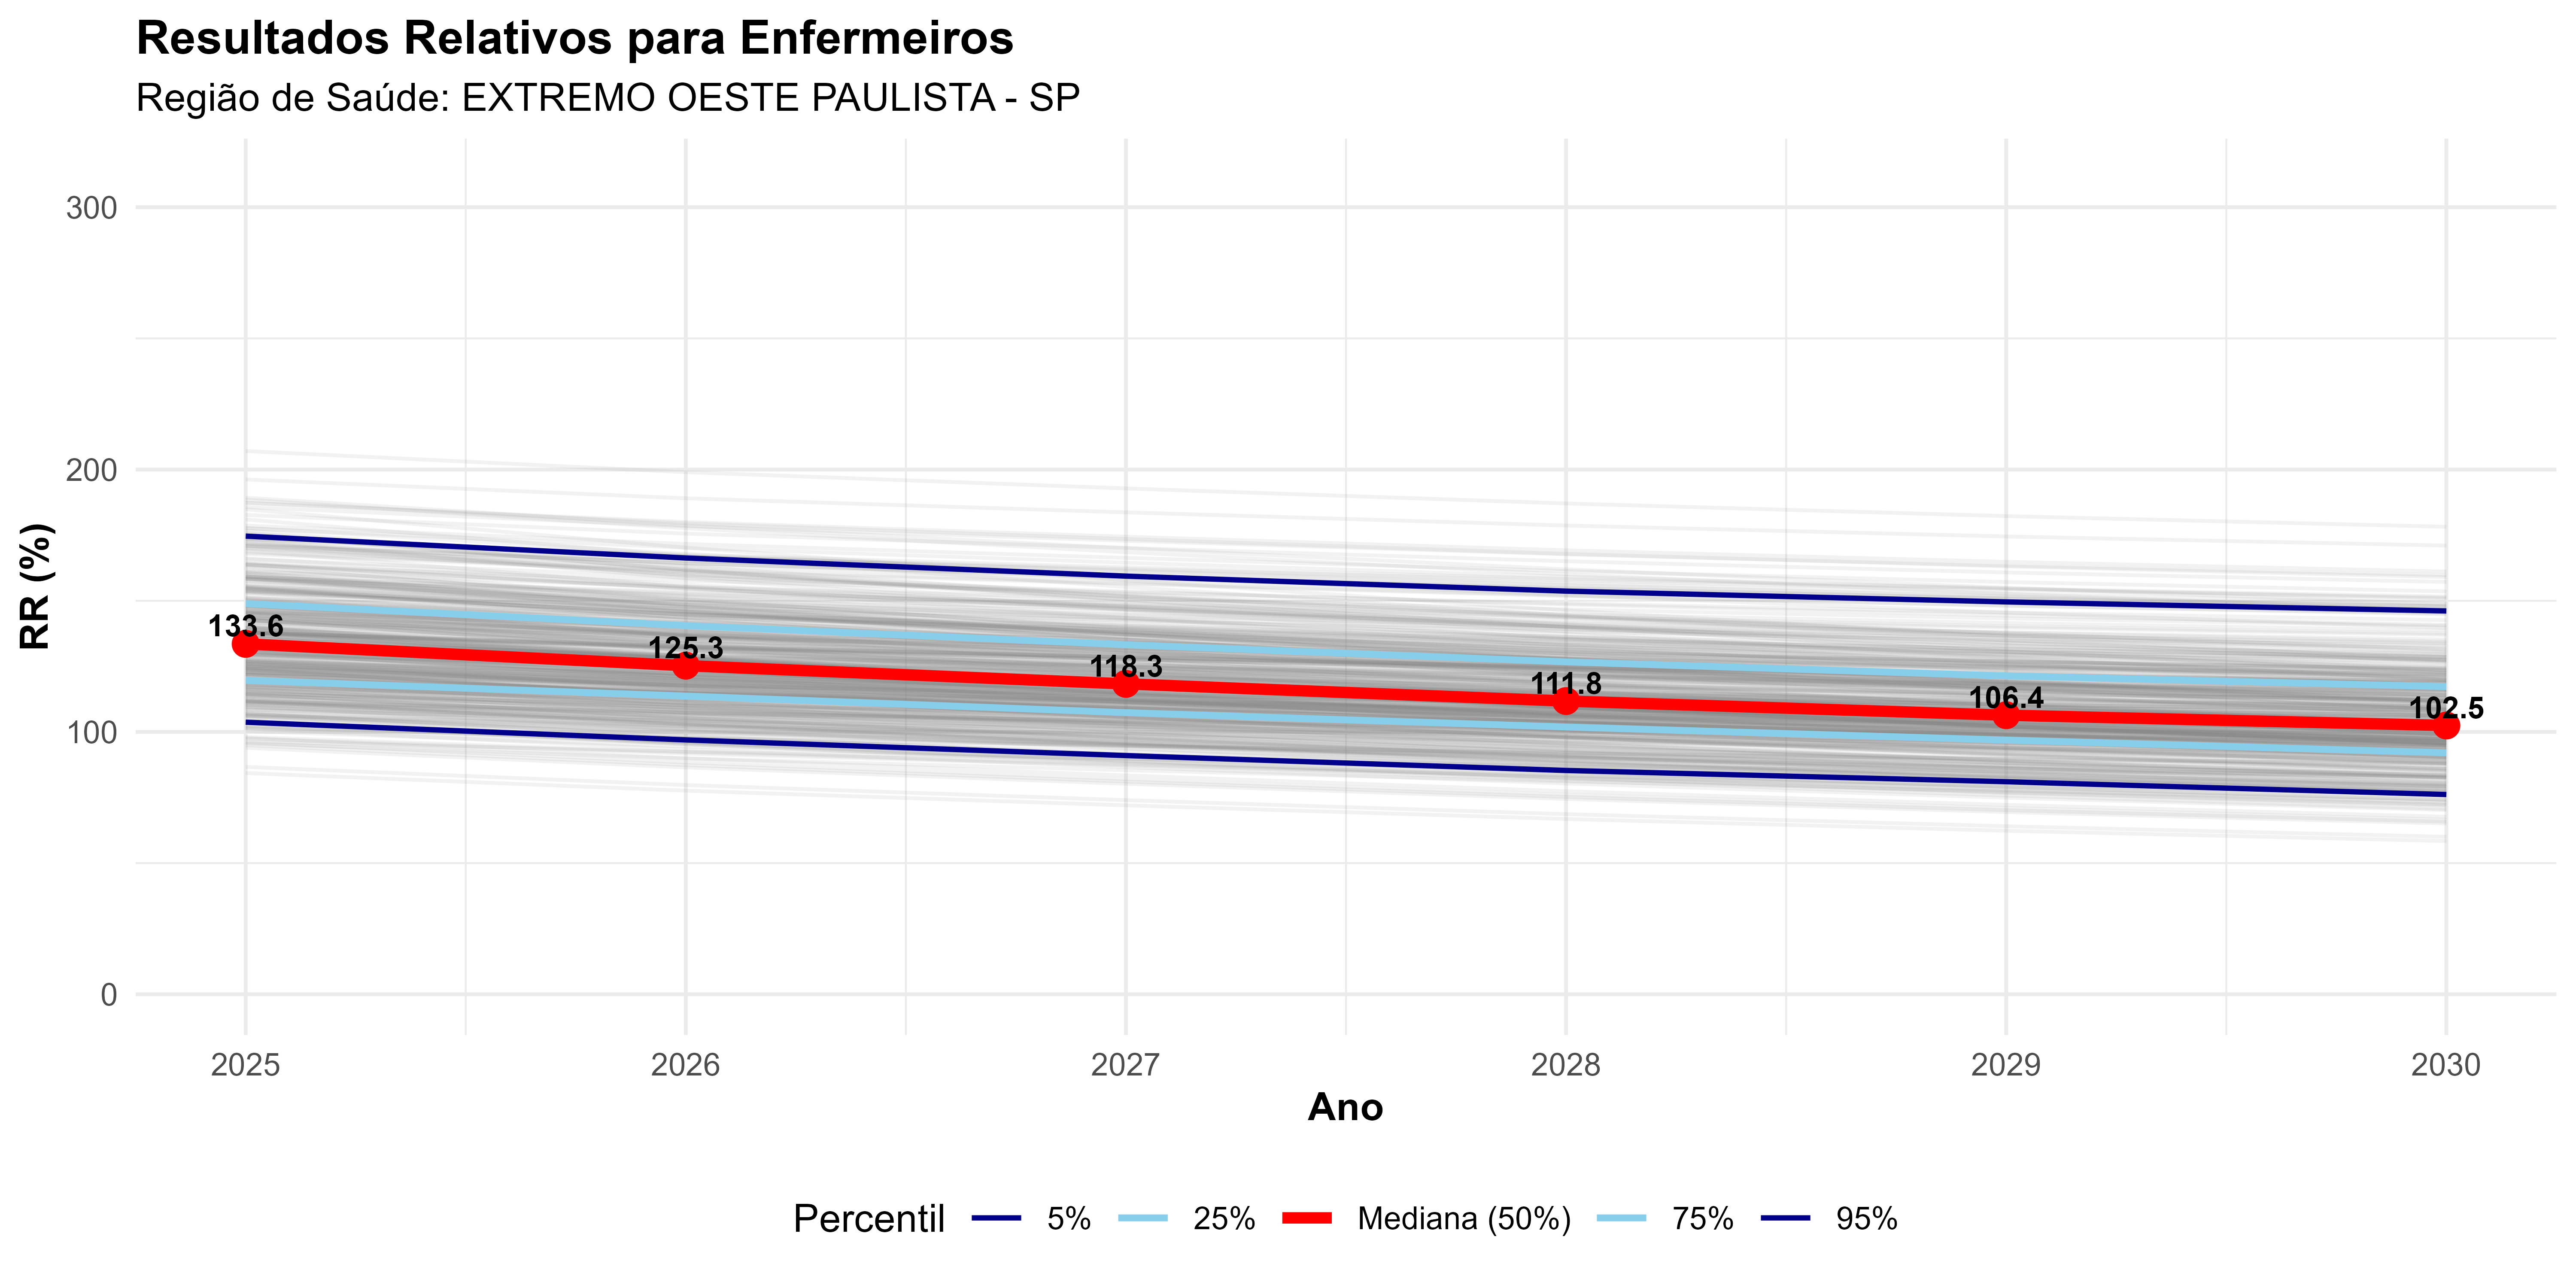 Resultados Relativos para Enfermeiros
Região de Saúde: EXTREMO OESTE PAULISTA - SP
RR (%)
300
200
100
0
133.6
125.3
118.3
111.8
106.4
102.5
2025 2026 2027 2028 2029 2030
Ano
Percentil 5% 25% Mediana (50%) 75% 95%